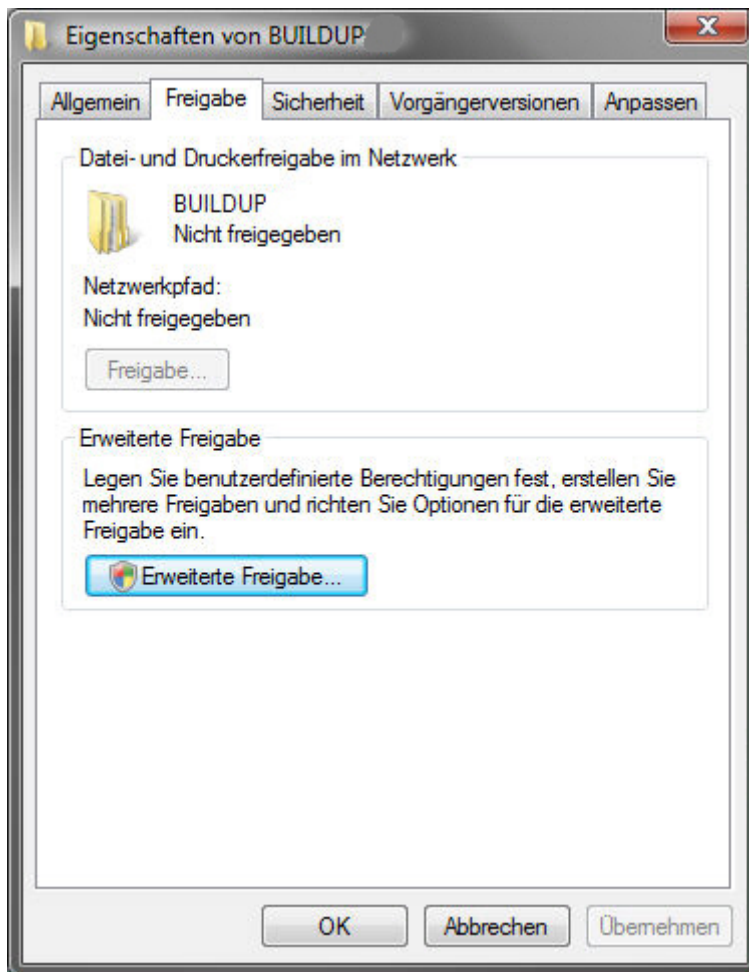 Eigenschaften von BUILDUP
Allgemein Freigabe Sicherheit Vorgängerversionen Anpassen
Datei- und Druckerfreigabe im Netzwerk
BUILDUP
Nicht freigegeben
Netzwerkpfad:
Nicht freigegeben
Freigabe...
Erweiterte Freigabe
Legen Sie benutzerdefinierte Berechtigungen fest, erstellen Sie
mehrere Freigaben und richten Sie Optionen für die erweiterte
Freigabe ein.
Erweiterte Freigabe...
OK Abbrechen Übernehmen